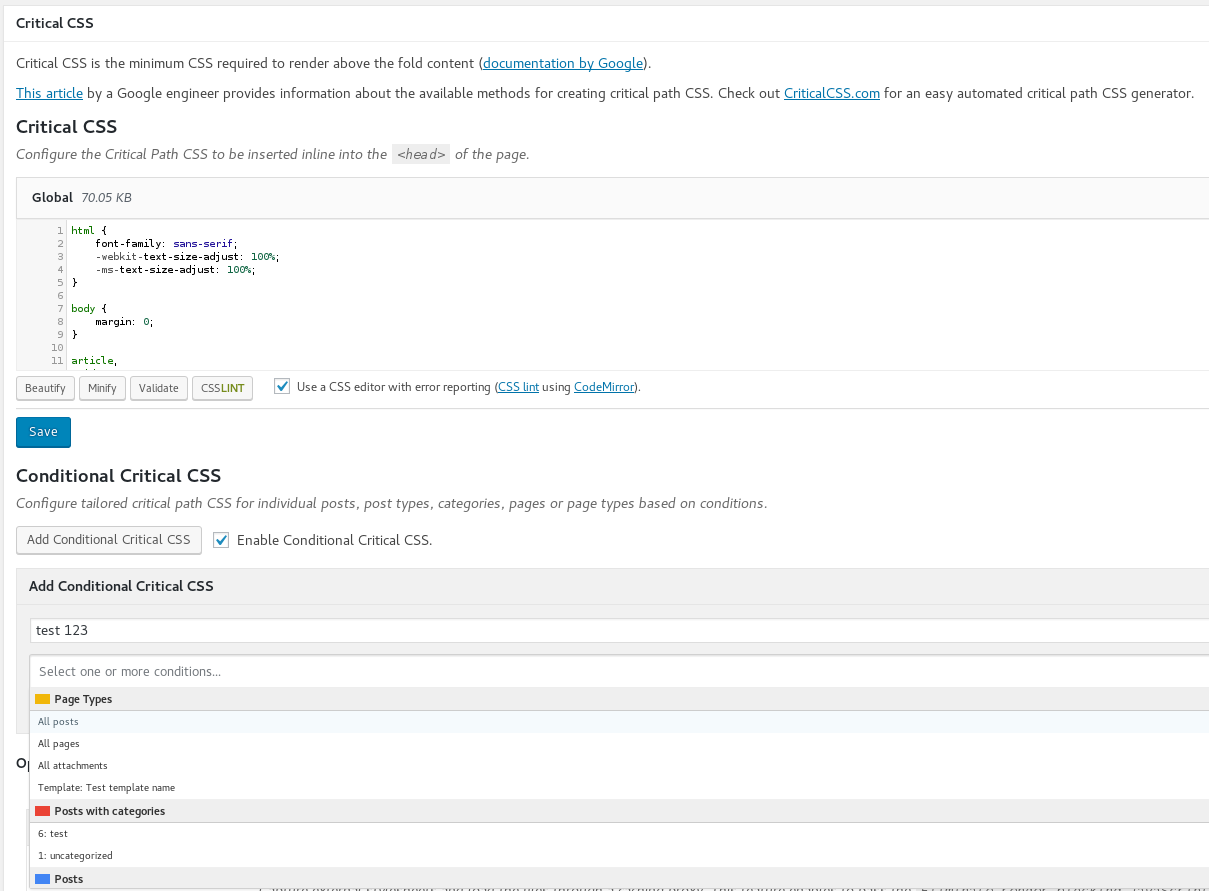 Critical CSS
Critical CSS is the minimum CSS required to render above the fold content (documentation by Google).
This article by a Google engineer provides information about the available methods for creating critical path CSS. Check out CriticalCSS.com for an easy automated critical path CSS generator.
Critical CSS
Configure the Critical Path CSS to be inserted inline into the <head> of the page.
Global 70.05 KB
1 html {
2 font-family: sans-serif;
3 -webkit-text-size-adjust: 100%;
4 -ms-text-size-adjust: 100%;
5 }
6
7 body {
8 margin: 0;
9 }
10
11 article,
Beautify Minify Validate CSSLINT Use a CSS editor with error reporting (CSS lint using CodeMirror).
Save
Conditional Critical CSS
Configure tailored critical path CSS for individual posts, post types, categories, pages or page types based on conditions.
Add Conditional Critical CSS Enable Conditional Critical CSS.
Add Conditional Critical CSS
test 123
Select one or more conditions...
Page Types
All posts
All pages
All attachments
Template: Test template name
Posts with categories
6: test
1: uncategorized
Posts